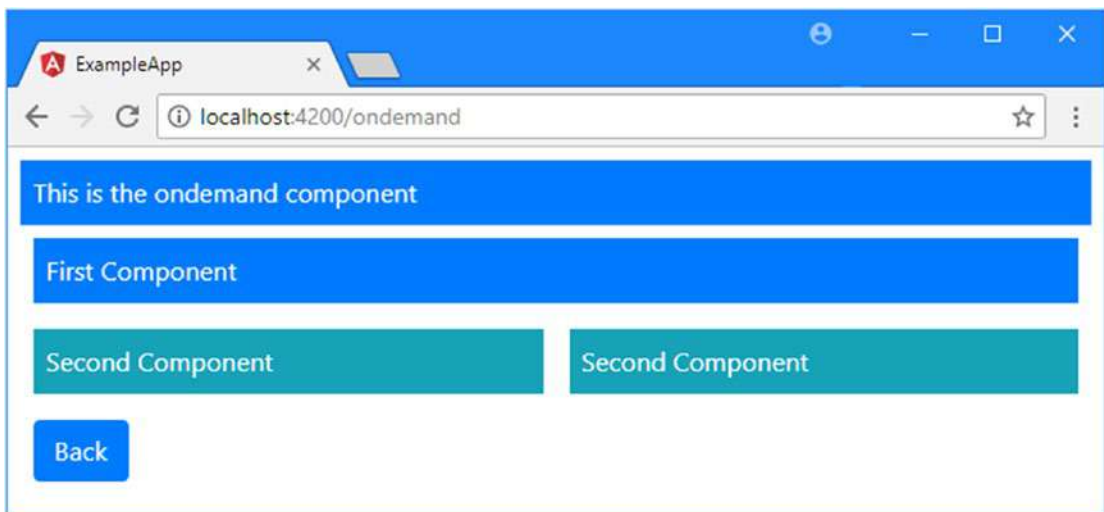 ExampleApp
localhost:4200/ondemand
This is the ondemand component
First Component
Second Component Second Component
Back